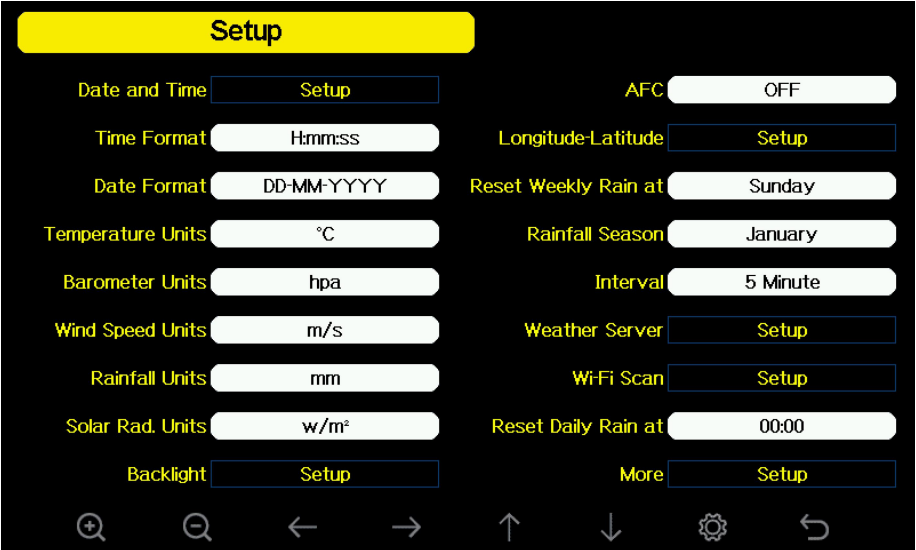 Setup
Date and Time Setup
Time Format H:mm:ss
Date Format DD-MM-YYYY
Temperature Units °C
Barometer Units hpa
Wind Speed Units m/s
Rainfall Units mm
Solar Rad. Units w/m²
Backlight Setup
AFC OFF
Longitude-Latitude Setup
Reset Weekly Rain at Sunday
Rainfall Season January
Interval 5 Minute
Weather Server Setup
Wi-Fi Scan Setup
Reset Daily Rain at 00:00
More Setup